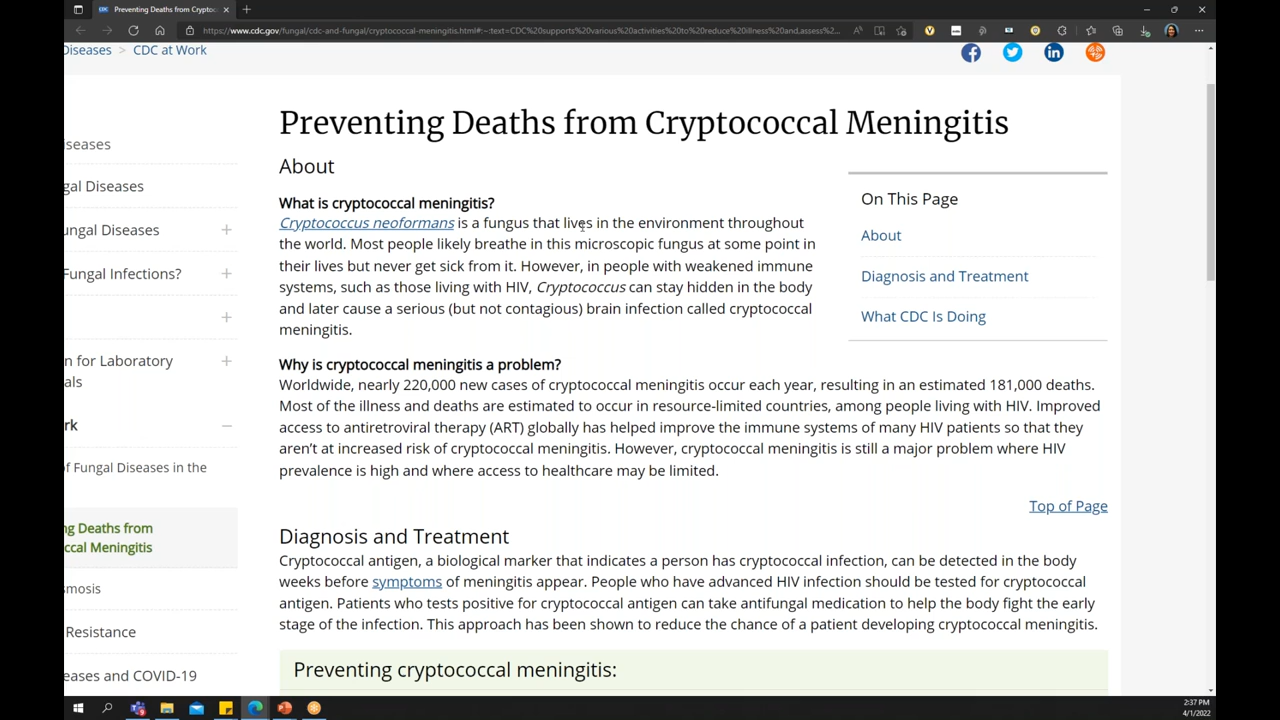 Preventing Deaths from Cryptoc
https://www.cdc.gov/fungal/cdc-and-fungal/cryptococcal-meningitis.html#:~:text=CDC%20supports%20various%20activities%20to%20reduce%20illness%20and,assess%2...
Diseases > CDC at Work
Preventing Deaths from Cryptococcal Meningitis
About
What is cryptococcal meningitis?
Cryptococcus neoformans is a fungus that lives in the environment throughout
the world. Most people likely breathe in this microscopic fungus at some point in
their lives but never get sick from it. However, in people with weakened immune
systems, such as those living with HIV, Cryptococcus can stay hidden in the body
and later cause a serious (but not contagious) brain infection called cryptococcal
meningitis.
On This Page
About
Diagnosis and Treatment
What CDC Is Doing
Why is cryptococcal meningitis a problem?
Worldwide, nearly 220,000 new cases of cryptococcal meningitis occur each year, resulting in an estimated 181,000 deaths.
Most of the illness and deaths are estimated to occur in resource-limited countries, among people living with HIV. Improved
access to antiretroviral therapy (ART) globally has helped improve the immune systems of many HIV patients so that they
aren't at increased risk of cryptococcal meningitis. However, cryptococcal meningitis is still a major problem where HIV
prevalence is high and where access to healthcare may be limited.
Top of Page
Diagnosis and Treatment
Cryptococcal antigen, a biological marker that indicates a person has cryptococcal infection, can be detected in the body
weeks before symptoms of meningitis appear. People who have advanced HIV infection should be tested for cryptococcal
antigen. Patients who tests positive for cryptococcal antigen can take antifungal medication to help the body fight the early
stage of the infection. This approach has been shown to reduce the chance of a patient developing cryptococcal meningitis.
Preventing cryptococcal meningitis:
iseases
gal Diseases
ungal Diseases
Fungal Infections?
n for Laboratory
als
rk
f Fungal Diseases in the
ng Deaths from
ccal Meningitis
smosis
Resistance
eases and COVID-19
2:37 PM
4/1/2022